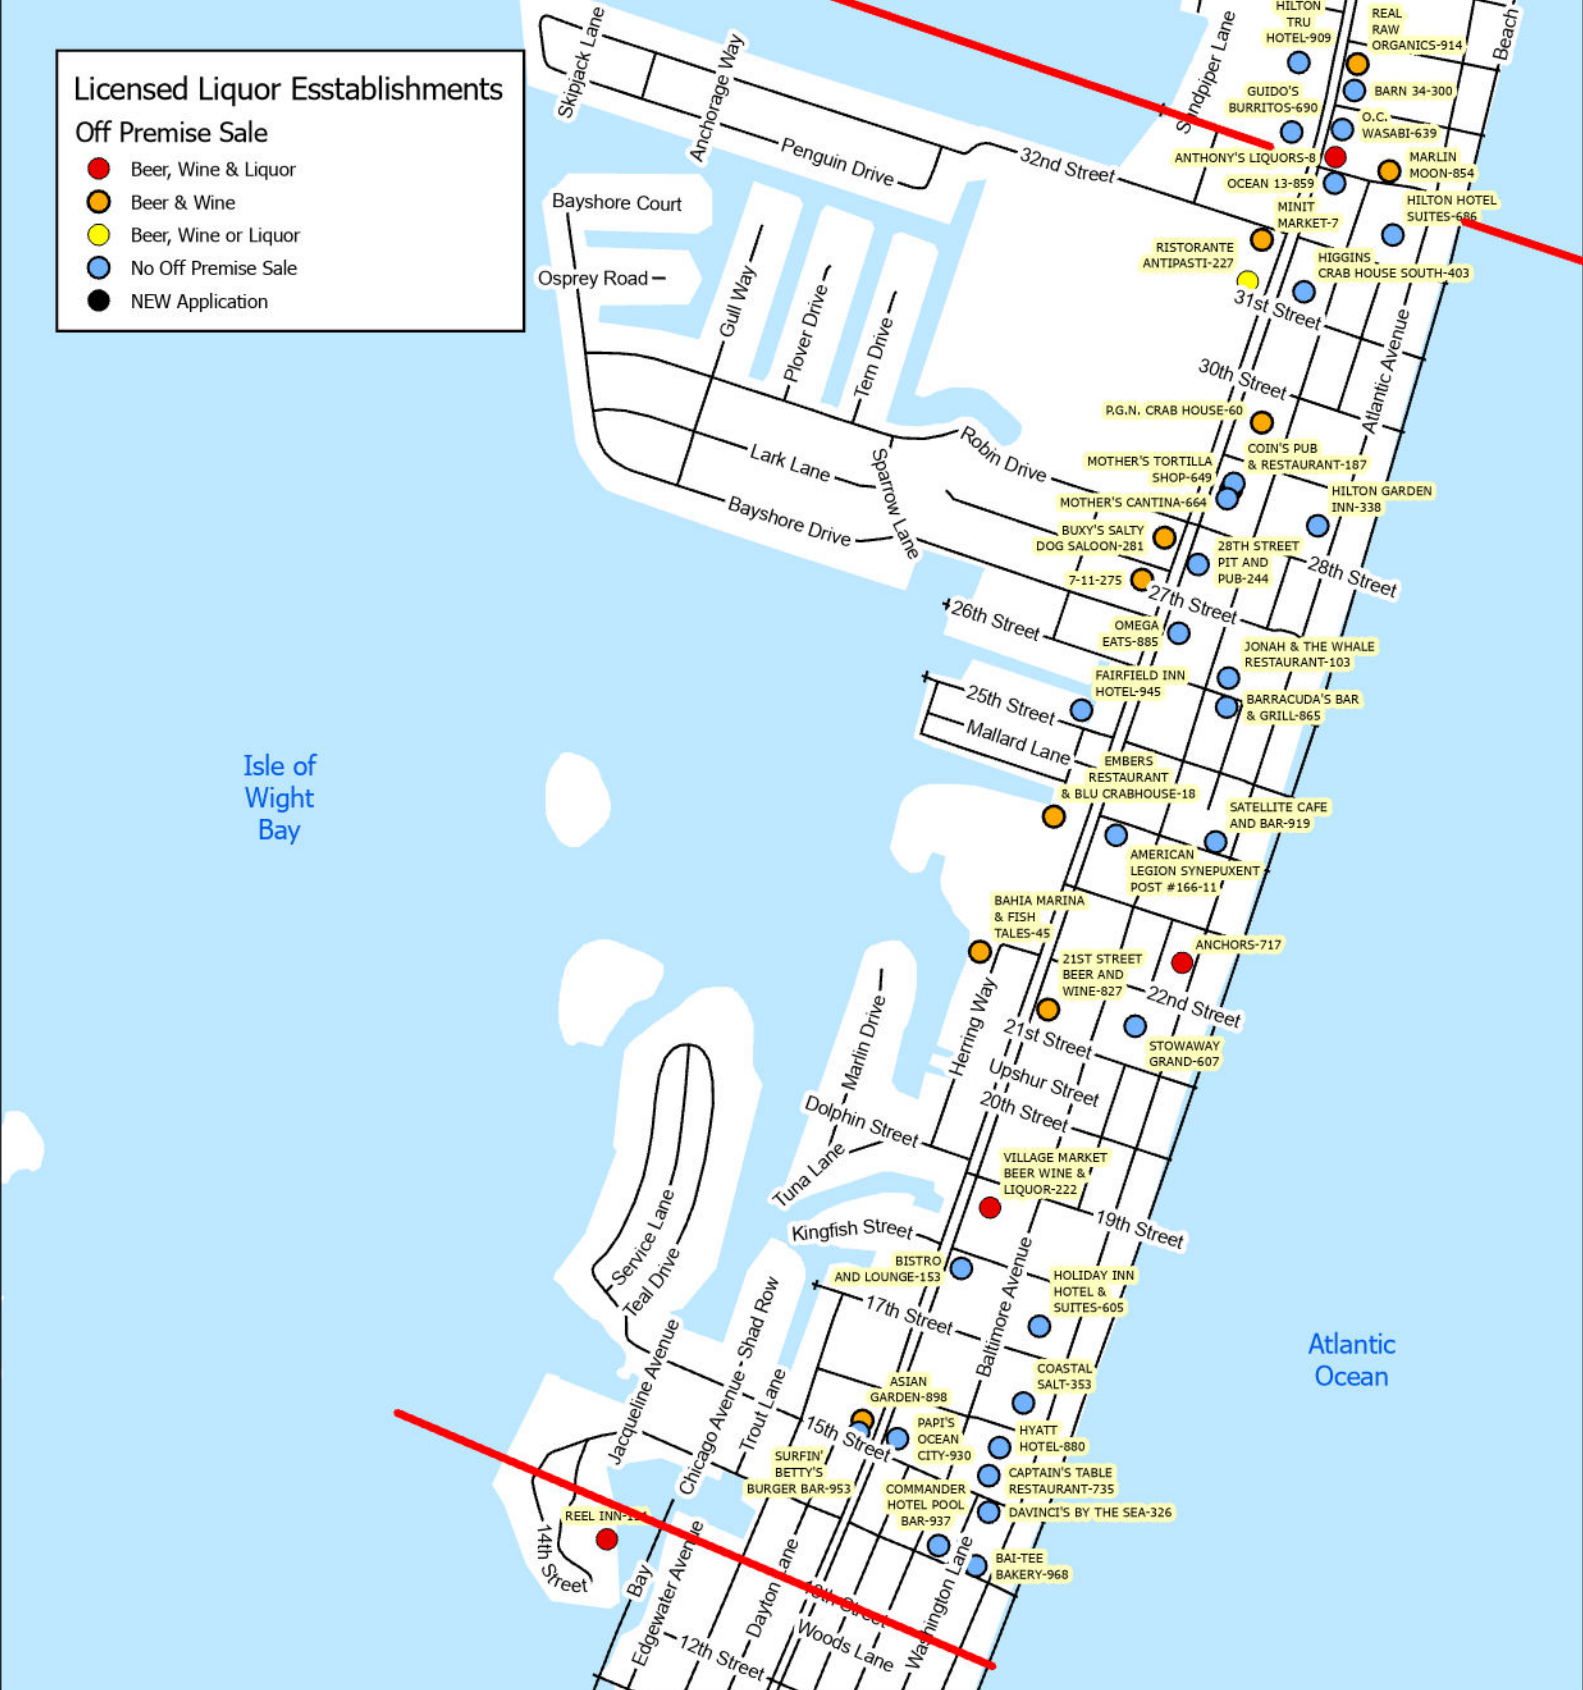 Licensed Liquor Esstablishments
Off Premise Sale
Beer, Wine & Liquor
Beer & Wine
Beer, Wine or Liquor
No Off Premise Sale
NEW Application
Skipjack Lane
Anchorage Way
Penguin Drive
32nd Street
Sandpiper Lane
Beach
HILTON
TRU
HOTEL-909
REAL
RAW
ORGANICS-914
GUIDO'S
BURRITOS-690
BARN 34-300
O.C.
WASABI-639
ANTHONY'S LIQUORS-8
MARLIN
MOON-854
OCEAN 13-859
HILTON HOTEL
SUITES-686
MINIT
MARKET-7
RISTORANTE
ANTIPASTI-227
HIGGINS
CRAB HOUSE SOUTH-403
31st Street
Bayshore Court
Osprey Road
Gull Way
Plover Drive
Tern Drive
30th Street
Atlantic Avenue
P.G.N. CRAB HOUSE-60
Robin Drive
Lark Lane
Sparrow Lane
Bayshore Drive
COIN'S PUB
& RESTAURANT-187
MOTHER'S TORTILLA
SHOP-649
MOTHER'S CANTINA-664
HILTON GARDEN
INN-338
BUXY'S SALTY
DOG SALOON-281
28TH STREET
PIT AND
PUB-244
28th Street
7-11-275
27th Street
26th Street
OMEGA
EATS-885
JONAH & THE WHALE
RESTAURANT-103
FAIRFIELD INN
HOTEL-945
25th Street
BARRACUDA'S BAR
& GRILL-865
Mallard Lane
Isle of
Wight
Bay
EMBERS
RESTAURANT
& BLU CRABHOUSE-18
SATELLITE CAFE
AND BAR-919
AMERICAN
LEGION SYNEPUXENT
POST #166-11
BAHIA MARINA
& FISH
TALES-45
ANCHORS-717
21ST STREET
BEER AND
WINE-827
22nd Street
Herring Way
Marlin Drive
21st Street
STOWAWAY
GRAND-607
Upshur Street
20th Street
Dolphin Street
Tuna Lane
VILLAGE MARKET
BEER WINE &
LIQUOR-222
19th Street
Kingfish Street
Service Lane
Teal Drive
BISTRO
AND LOUNGE-153
HOLIDAY INN
HOTEL &
SUITES-605
17th Street
Baltimore Avenue
Atlantic
Ocean
Jacqueline Avenue
Chicago Avenue - Shad Row
Trout Lane
COASTAL
SALT-353
ASIAN
GARDEN-898
15th Street
PAPI'S
OCEAN
CITY-930
HYATT
HOTEL-880
SURFIN'
BETTY'S
BURGER BAR-953
CAPTAIN'S TABLE
RESTAURANT-735
COMMANDER
HOTEL POOL
BAR-937
DAVINCI'S BY THE SEA-326
REEL
14th Street
BAI-TEE
BAKERY-968
Bay
Edgewater Avenue
Dayton Lane
Street
Woods Lane
Washington Lane
12th Street